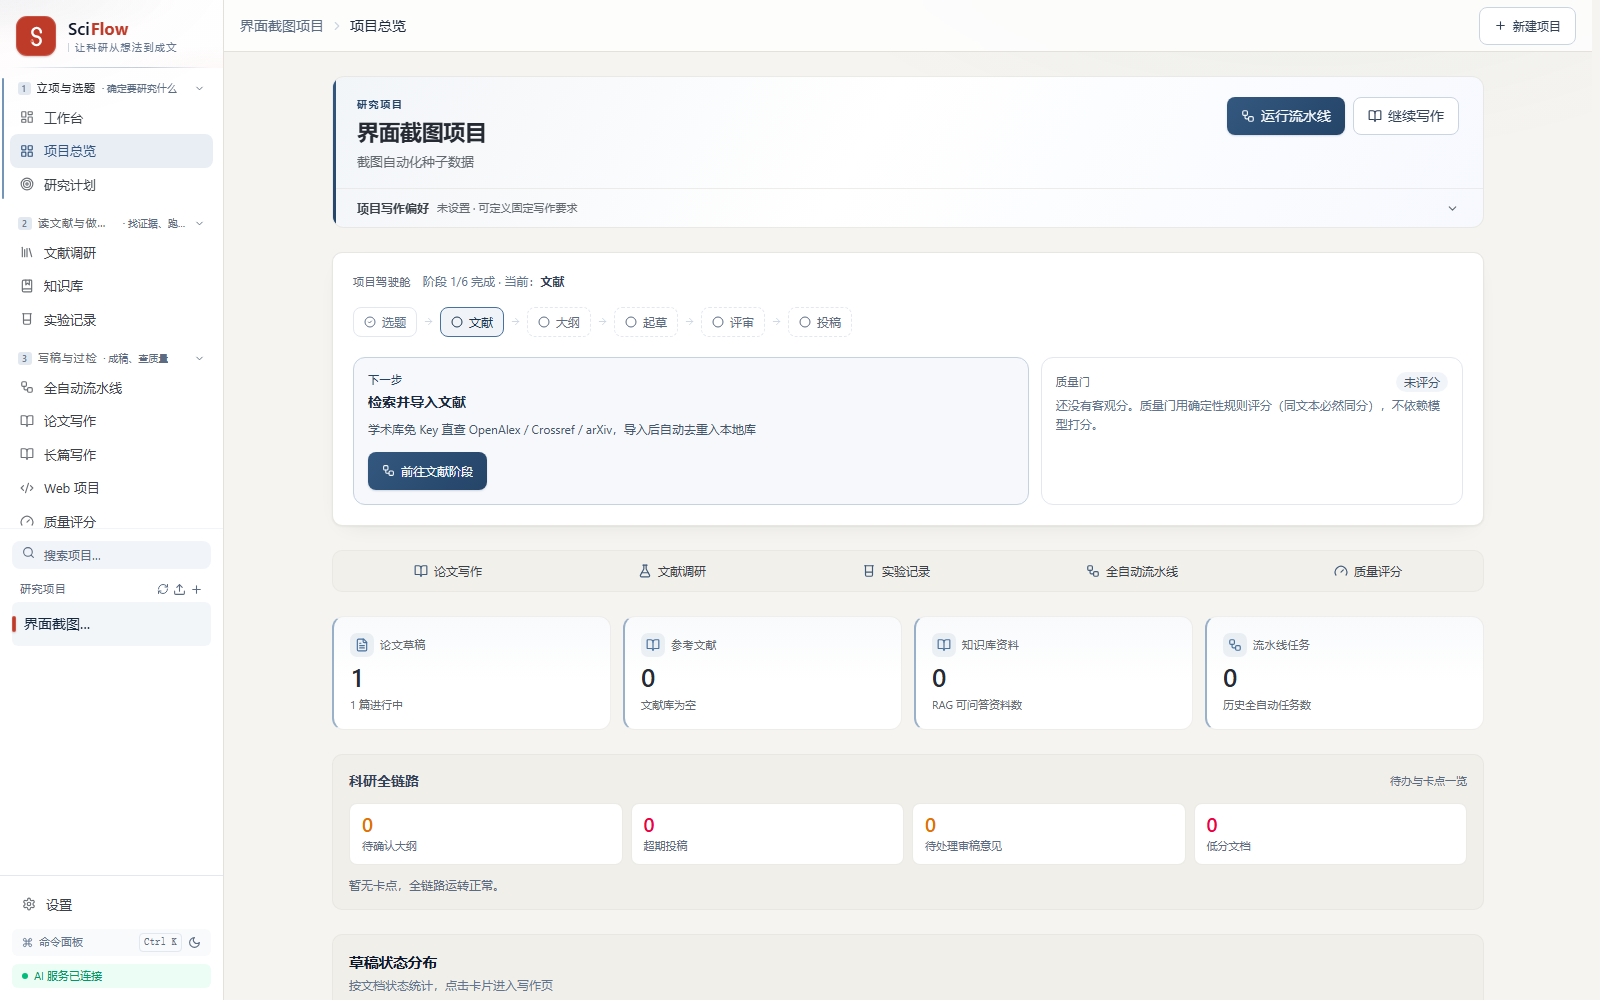 S
SciFlow
让科研从想法到成文
1 立项与选题 · 确定要研究什么
工作台
项目总览
研究计划
2 读文献与做... · 找证据、跑...
文献调研
知识库
实验记录
3 写稿与过检 · 成稿、查质量
全自动流水线
论文写作
长篇写作
Web 项目
质量评分
搜索项目...
研究项目
界面截图...
设置
命令面板 Ctrl K
AI 服务已连接
界面截图项目 > 项目总览
+ 新建项目
研究项目
界面截图项目
截图自动化种子数据
运行流水线
继续写作
项目写作偏好 未设置 · 可定义固定写作要求
项目驾驶舱 阶段 1/6 完成 · 当前：文献
选题 → 文献 → 大纲 → 起草 → 评审 → 投稿
下一步
检索并导入文献
学术库免 Key 直查 OpenAlex / Crossref / arXiv，导入后自动去重入本地库
前往文献阶段
质量门 未评分
还没有客观分。质量门用确定性规则评分（同文本必然同分），不依赖模
型打分。
论文写作 文献调研 实验记录 全自动流水线 质量评分
论文草稿
1
1 篇进行中
参考文献
0
文献库为空
知识库资料
0
RAG 可问答资料数
流水线任务
0
历史全自动任务数
科研全链路 待办与卡点一览
0
待确认大纲
0
超期投稿
0
待处理审稿意见
0
低分文档
暂无卡点，全链路运转正常。
草稿状态分布
按文档状态统计，点击卡片进入写作页